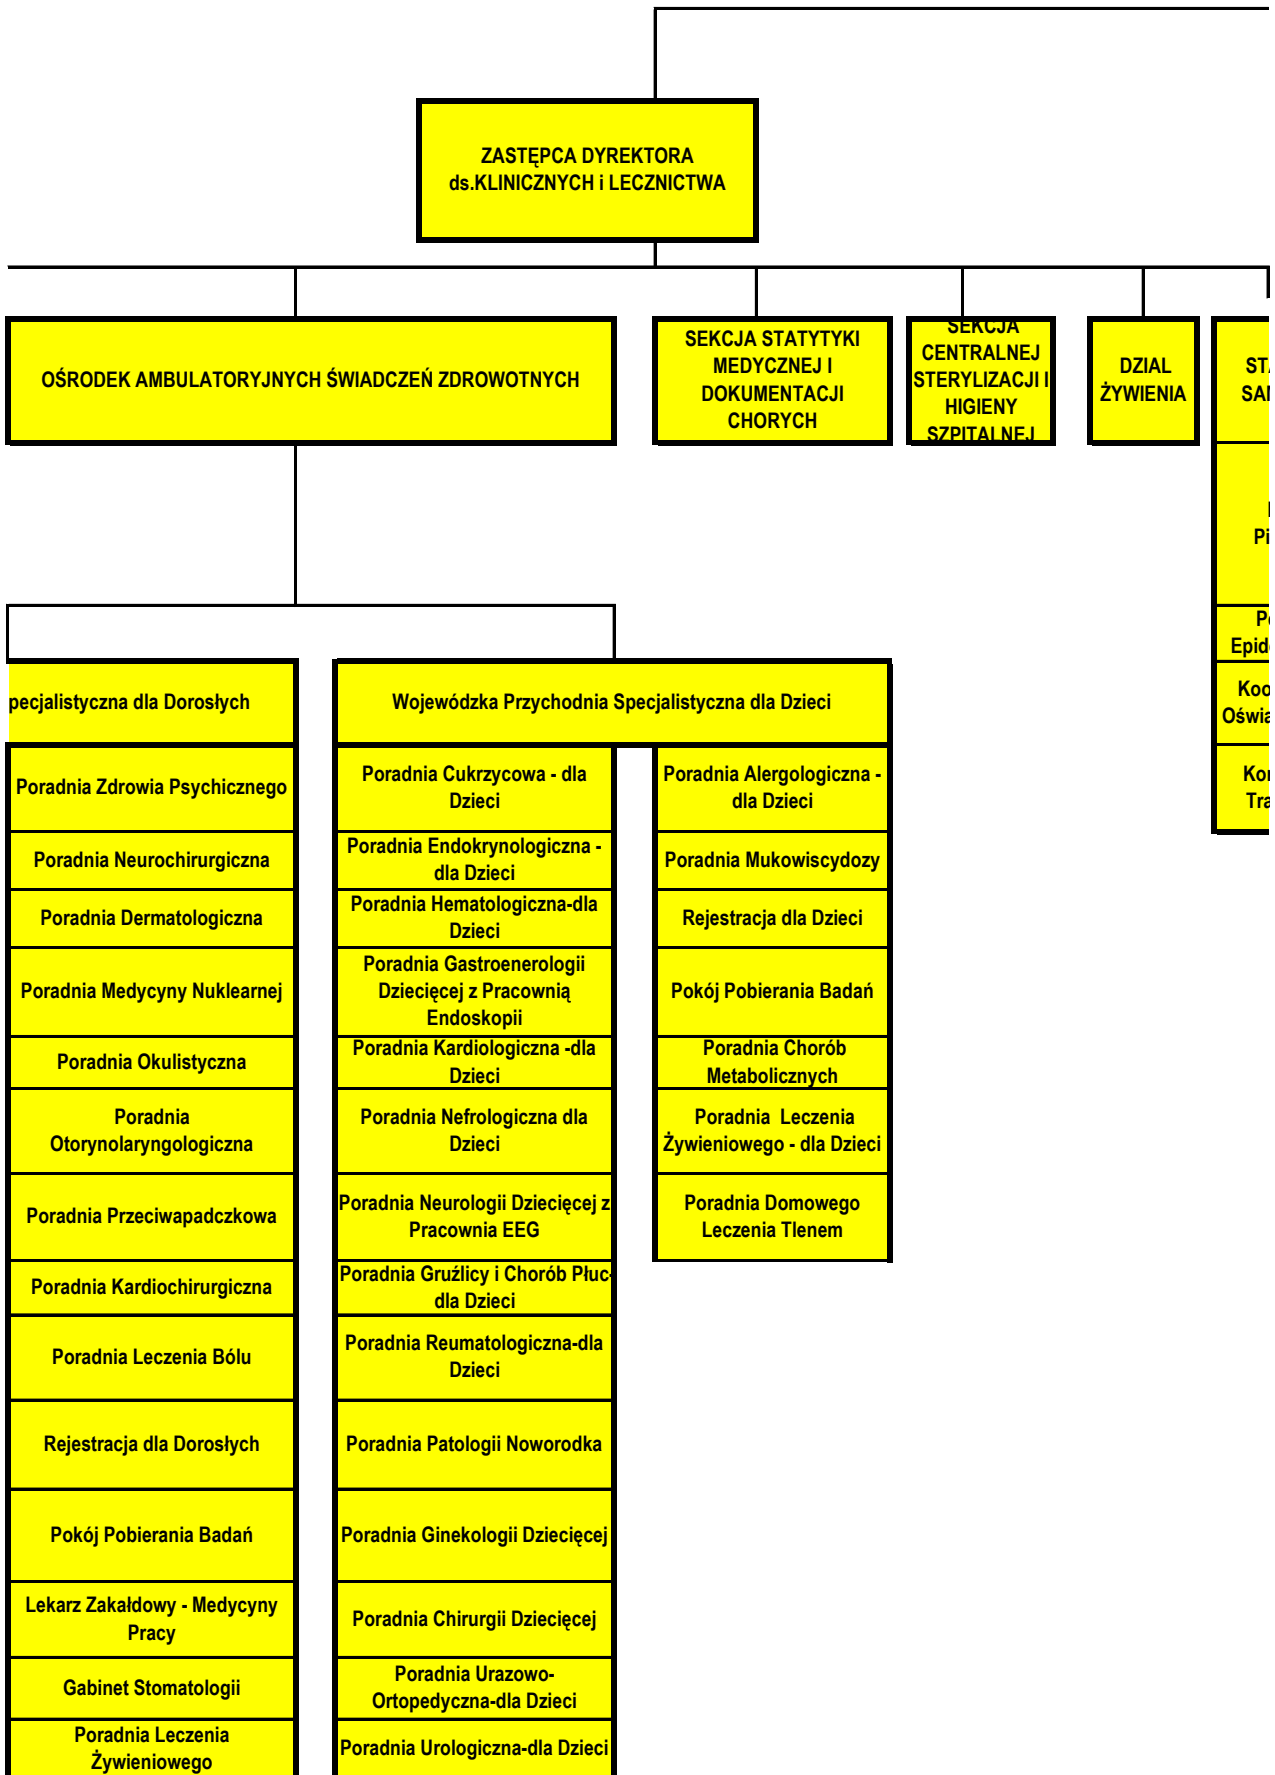 ZASTĘPCA DYREKTORA
ds.KLINICZNYCH i LECZNICTWA
OŚRODEK AMBULATORYJNYCH ŚWIADCZEŃ ZDROWOTNYCH
SEKCJA STATYTYKI
MEDYCZNEJ I
DOKUMENTACJI
CHORYCH
SEKCJA
CENTRALNEJ
STERYLIZACJI I
HIGIENY
SZPITALNEJ
DZIAL
ŻYWIENIA
pecjalistyczna dla Dorosłych
Poradnia Zdrowia Psychicznego
Poradnia Neurochirurgiczna
Poradnia Dermatologiczna
Poradnia Medycyny Nuklearnej
Poradnia Okulistyczna
Poradnia
Otorynolaryngologiczna
Poradnia Przeciwapadczkowa
Poradnia Kardiochirurgiczna
Poradnia Leczenia Bólu
Rejestracja dla Dorosłych
Pokój Pobierania Badań
Lekarz Zakałdowy - Medycyny
Pracy
Gabinet Stomatologii
Poradnia Leczenia
Żywieniowego
Wojewódzka Przychodnia Specjalistyczna dla Dzieci
Poradnia Cukrzycowa - dla
Dzieci
Poradnia Endokrynologiczna -
dla Dzieci
Poradnia Hematologiczna-dla
Dzieci
Poradnia Gastroenerologii
Dziecięcej z Pracownią
Endoskopii
Poradnia Kardiologiczna -dla
Dzieci
Poradnia Nefrologiczna dla
Dzieci
Poradnia Neurologii Dziecięcej z
Pracownia EEG
Poradnia Gruźlicy i Chorób Płuc-
dla Dzieci
Poradnia Reumatologiczna-dla
Dzieci
Poradnia Patologii Noworodka
Poradnia Ginekologii Dziecięcej
Poradnia Chirurgii Dziecięcej
Poradnia Urazowo-
Ortopedyczna-dla Dzieci
Poradnia Urologiczna-dla Dzieci
Poradnia Alergologiczna -
dla Dzieci
Poradnia Mukowiscydozy
Rejestracja dla Dzieci
Pokój Pobierania Badań
Poradnia Chorób
Metabolicznych
Poradnia  Leczenia
Żywieniowego - dla Dzieci
Poradnia Domowego
Leczenia Tlenem